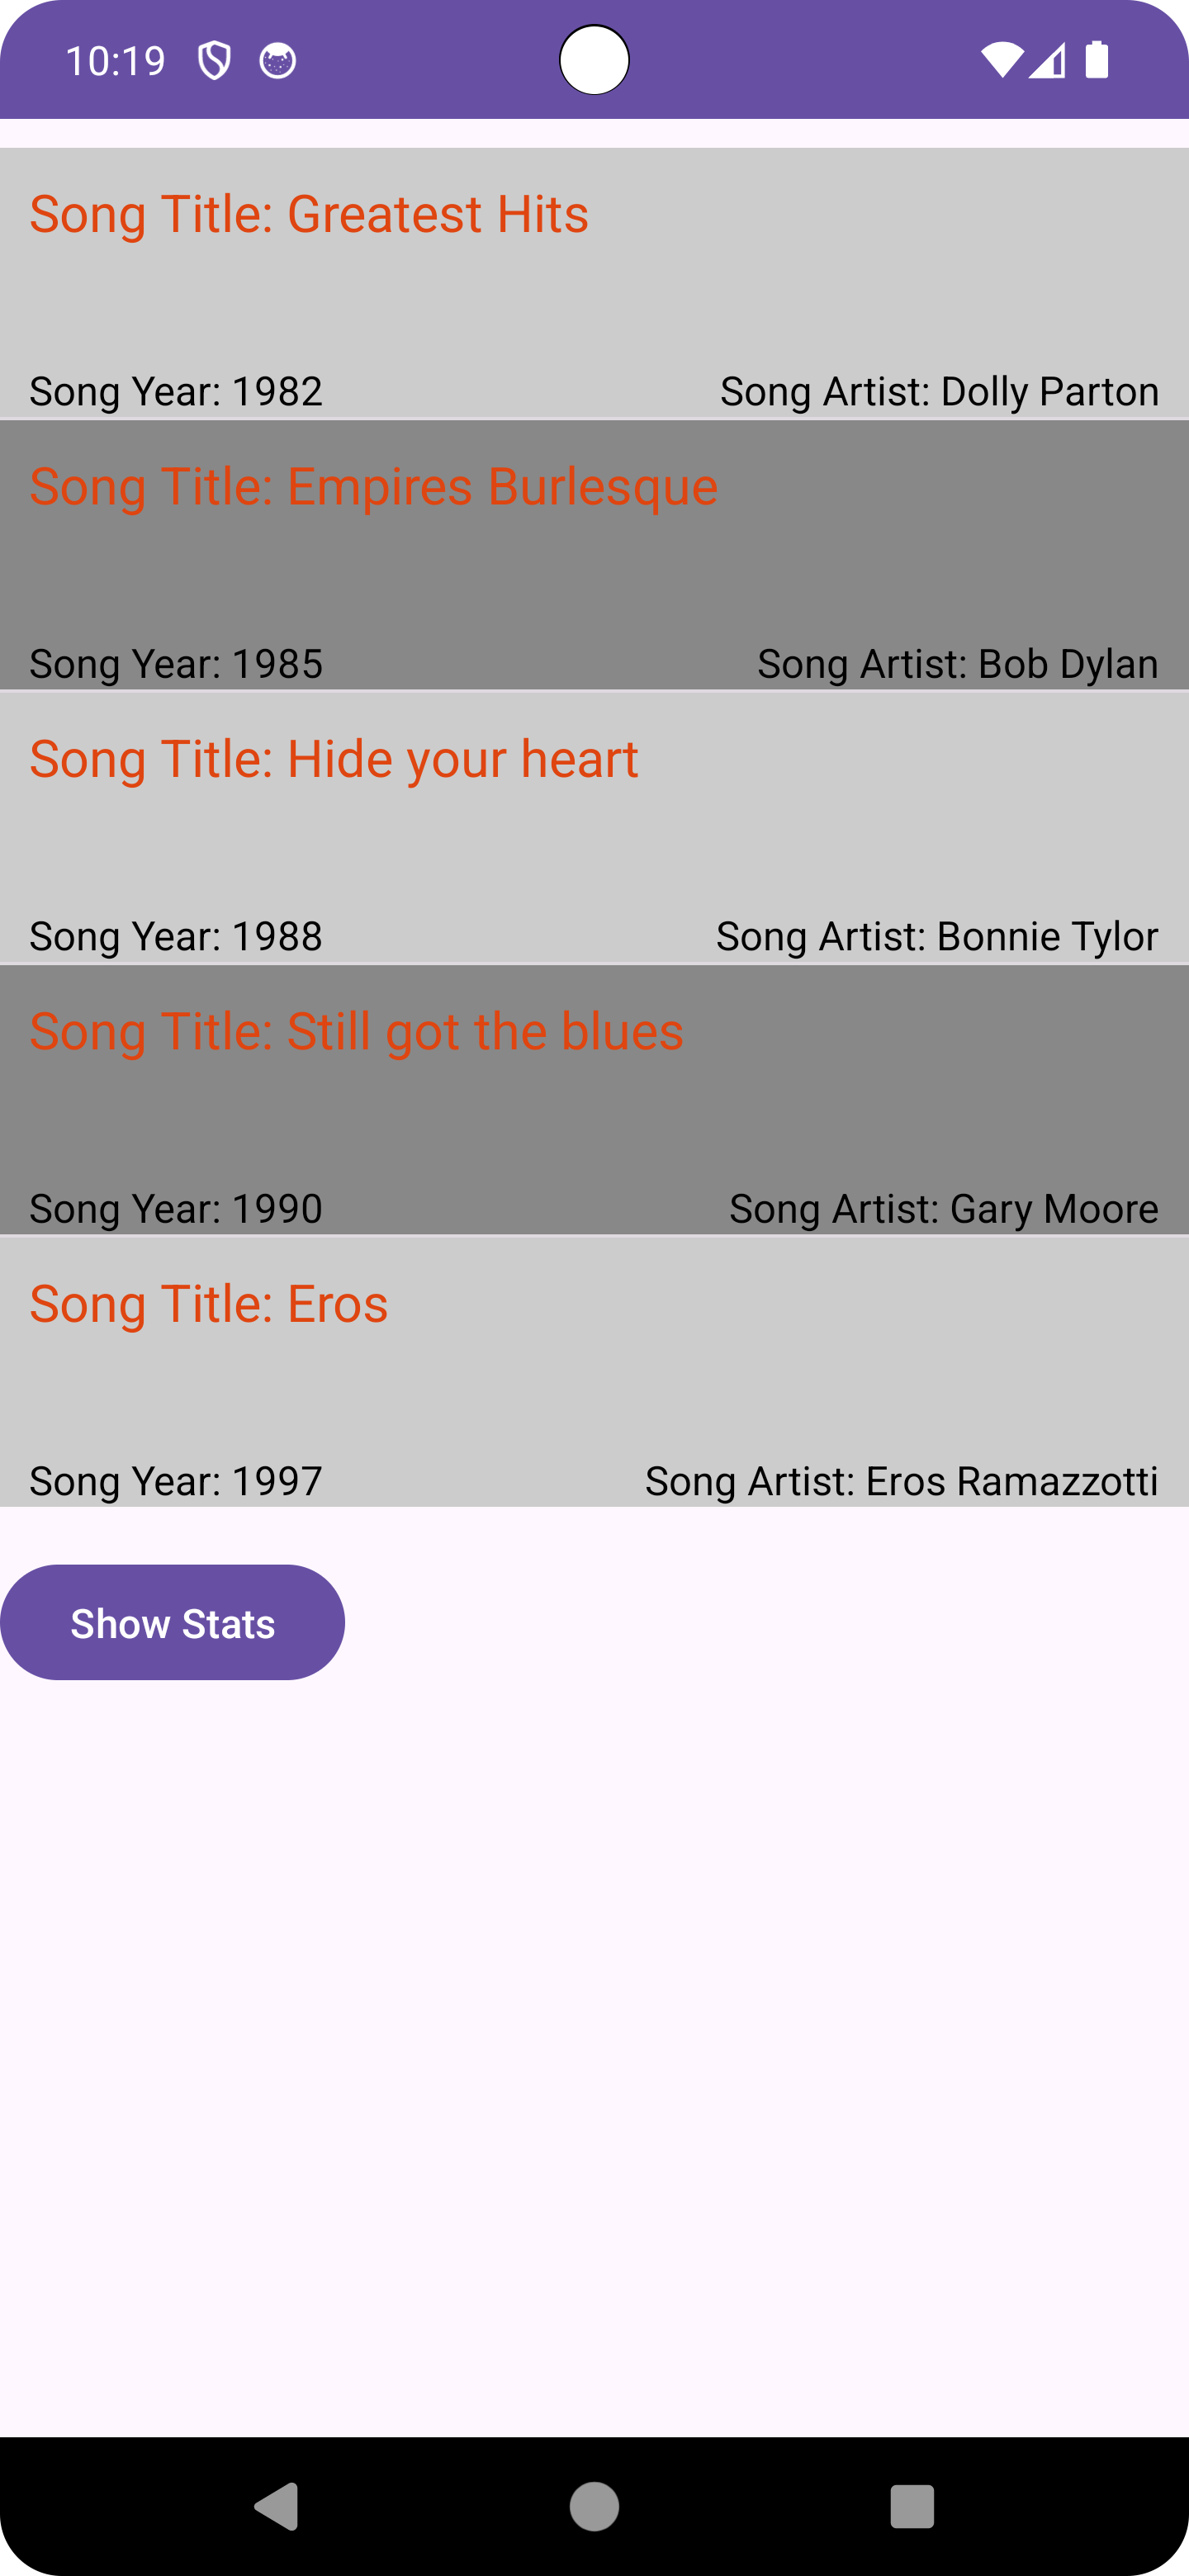 10:19
Song Title: Greatest Hits
Song Year: 1982 Song Artist: Dolly Parton
Song Title: Empires Burlesque
Song Year: 1985 Song Artist: Bob Dylan
Song Title: Hide your heart
Song Year: 1988 Song Artist: Bonnie Tylor
Song Title: Still got the blues
Song Year: 1990 Song Artist: Gary Moore
Song Title: Eros
Song Year: 1997 Song Artist: Eros Ramazzotti
Show Stats